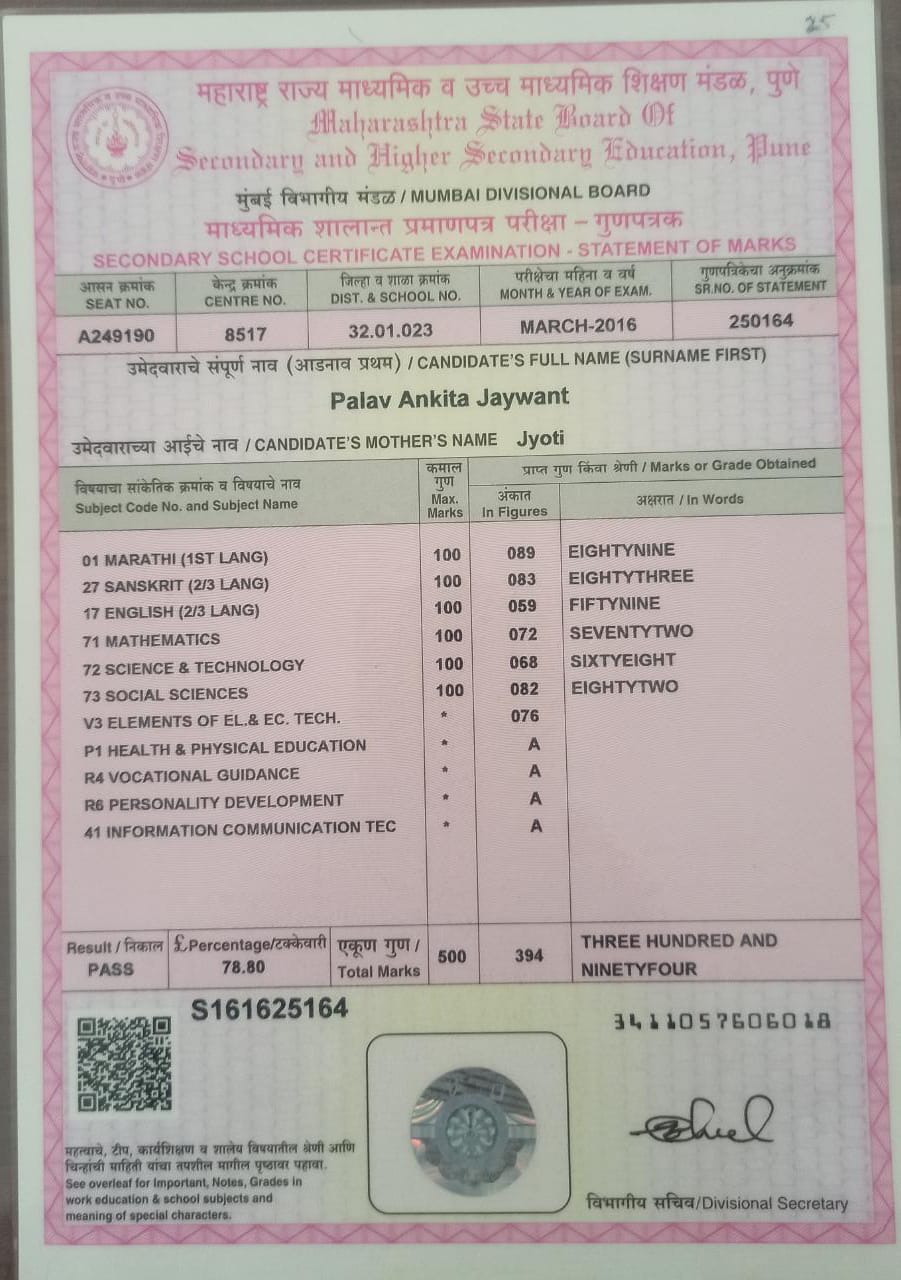 25
महाराष्ट्र राज्य माध्यमिक व उच्च माध्यमिक शिक्षण मंडळ, पुणे
Maharashtra State Board Of
Secondary and Higher Secondary Education, Pune
मुंबई विभागीय मंडळ / MUMBAI DIVISIONAL BOARD
माध्यमिक शालान्त प्रमाणपत्र परीक्षा – गुणपत्रक
SECONDARY SCHOOL CERTIFICATE EXAMINATION - STATEMENT OF MARKS
आसन क्रमांक केन्द्र क्रमांक जिल्हा व शाळा क्रमांक परीक्षेचा महिना व वर्ष गुणपत्रिकेचा अनुक्रमांक
SEAT NO. CENTRE NO. DIST. & SCHOOL NO. MONTH & YEAR OF EXAM. SR.NO. OF STATEMENT
A249190 8517 32.01.023 MARCH-2016 250164
उमेदवाराचे संपूर्ण नाव (आडनाव प्रथम) / CANDIDATE'S FULL NAME (SURNAME FIRST)
Palav Ankita Jaywant
उमेदवाराच्या आईचे नाव / CANDIDATE'S MOTHER'S NAME Jyoti
विषयाचा सांकेतिक क्रमांक व विषयाचे नाव
Subject Code No. and Subject Name
कमाल
गुण
Max.
Marks
प्राप्त गुण किंवा श्रेणी / Marks or Grade Obtained
अंकात
In Figures
अक्षरात / In Words
01 MARATHI (1ST LANG) 100 089 EIGHTYNINE
27 SANSKRIT (2/3 LANG) 100 083 EIGHTYTHREE
17 ENGLISH (2/3 LANG) 100 059 FIFTYNINE
71 MATHEMATICS 100 072 SEVENTYTWO
72 SCIENCE & TECHNOLOGY 100 068 SIXTYEIGHT
73 SOCIAL SCIENCES 100 082 EIGHTYTWO
V3 ELEMENTS OF EL.& EC. TECH. * 076
P1 HEALTH & PHYSICAL EDUCATION * A
R4 VOCATIONAL GUIDANCE * A
R6 PERSONALITY DEVELOPMENT * A
41 INFORMATION COMMUNICATION TEC * A
Result / निकाल
PASS
£Percentage/टक्केवारी
78.80
एकूण गुण /
Total Marks
500 394
THREE HUNDRED AND
NINETYFOUR
S161625164
3411057606018
महत्वाचे, टीप, कार्यशिक्षण व शालेय विषयातील श्रेणी आणि
चिन्हांची माहिती यांचा तपशील मागील पृष्ठावर पहावा.
See overleaf for Important, Notes, Grades in
work education & school subjects and
meaning of special characters.
विभागीय सचिव/Divisional Secretary